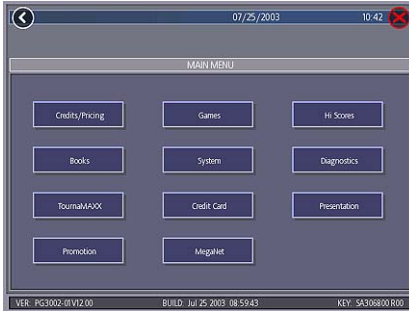 07/25/2003 10:42
MAIN MENU
Credits/Pricing Games Hi Scores
Books System Diagnostics
TournaMAXX Credit Card Presentation
Promotion MegaNet
VER: PG3002-01V12.00 BUILD: Jul 25 2003 08:59:43 KEY: SA306800 R00